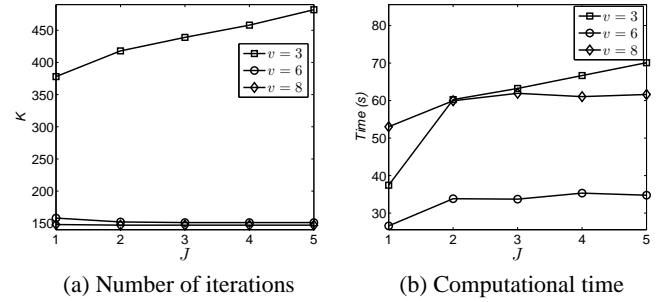 450
400
350
300
250
200
150
1 2 3 4 5
K
J
v = 3
v = 6
v = 8
(a) Number of iterations
80
70
60
50
40
30
1 2 3 4 5
Time (s)
J
v = 3
v = 6
v = 8
(b) Computational time